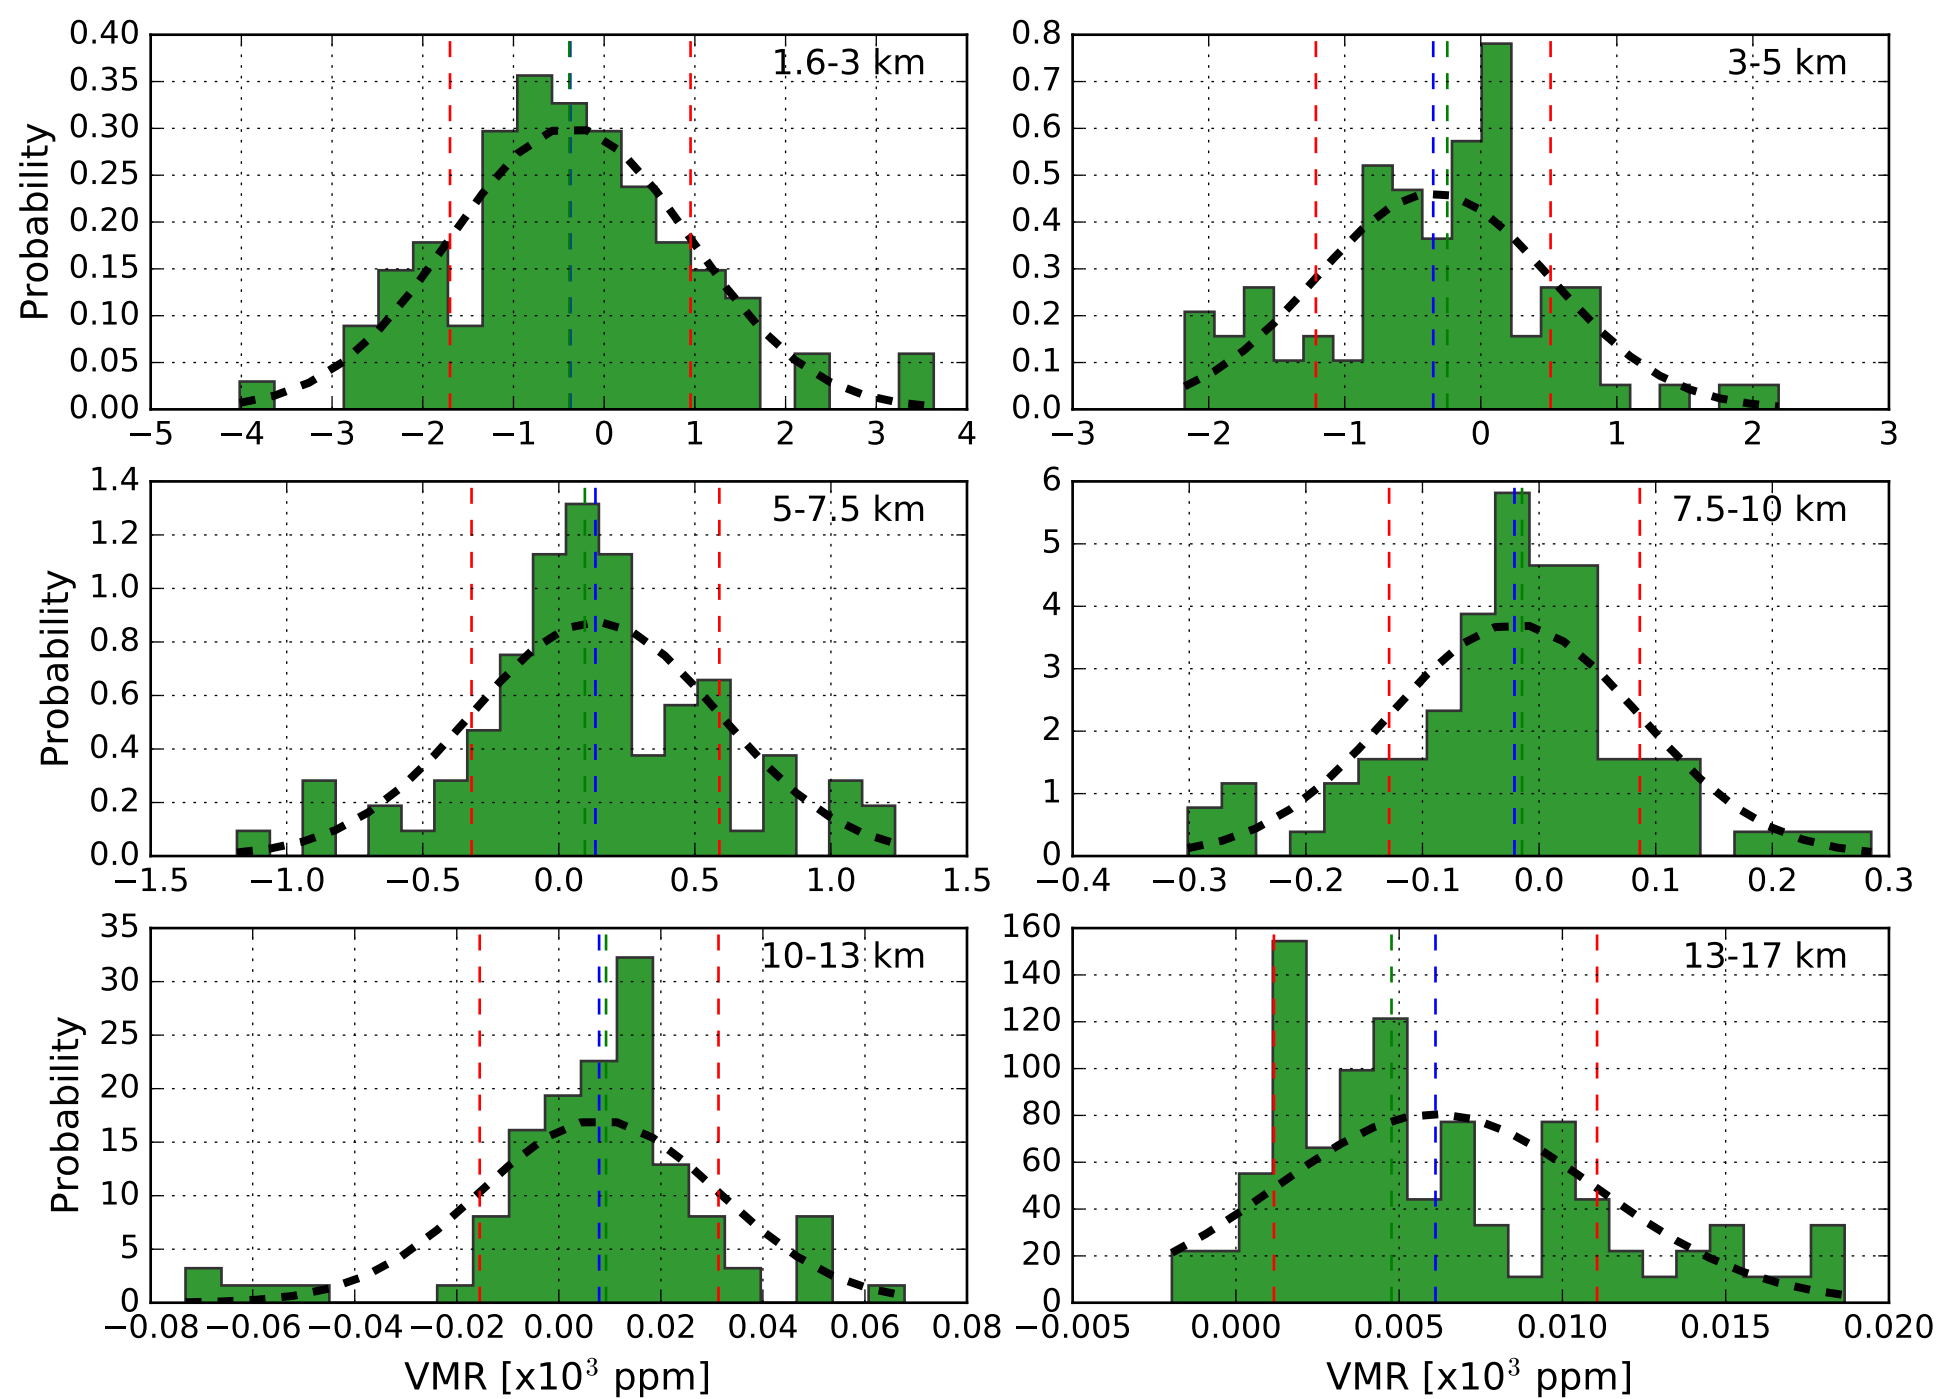 0.40
0.35
0.30
0.25
0.20
0.15
0.10
0.05
0.00
Probability
1.6-3 km
−5 −4 −3 −2 −1 0 1 2 3 4
0.8
0.7
0.6
0.5
0.4
0.3
0.2
0.1
0.0
3-5 km
−3 −2 −1 0 1 2 3
1.4
1.2
1.0
0.8
0.6
0.4
0.2
0.0
Probability
5-7.5 km
−1.5 −1.0 −0.5 0.0 0.5 1.0 1.5
6
5
4
3
2
1
0
7.5-10 km
−0.4 −0.3 −0.2 −0.1 0.0 0.1 0.2 0.3
35
30
25
20
15
10
5
0
Probability
10-13 km
−0.08 −0.06 −0.04 −0.02 0.00 0.02 0.04 0.06 0.08
VMR [x10³ ppm]
160
140
120
100
80
60
40
20
0
13-17 km
−0.005 0.000 0.005 0.010 0.015 0.020
VMR [x10³ ppm]